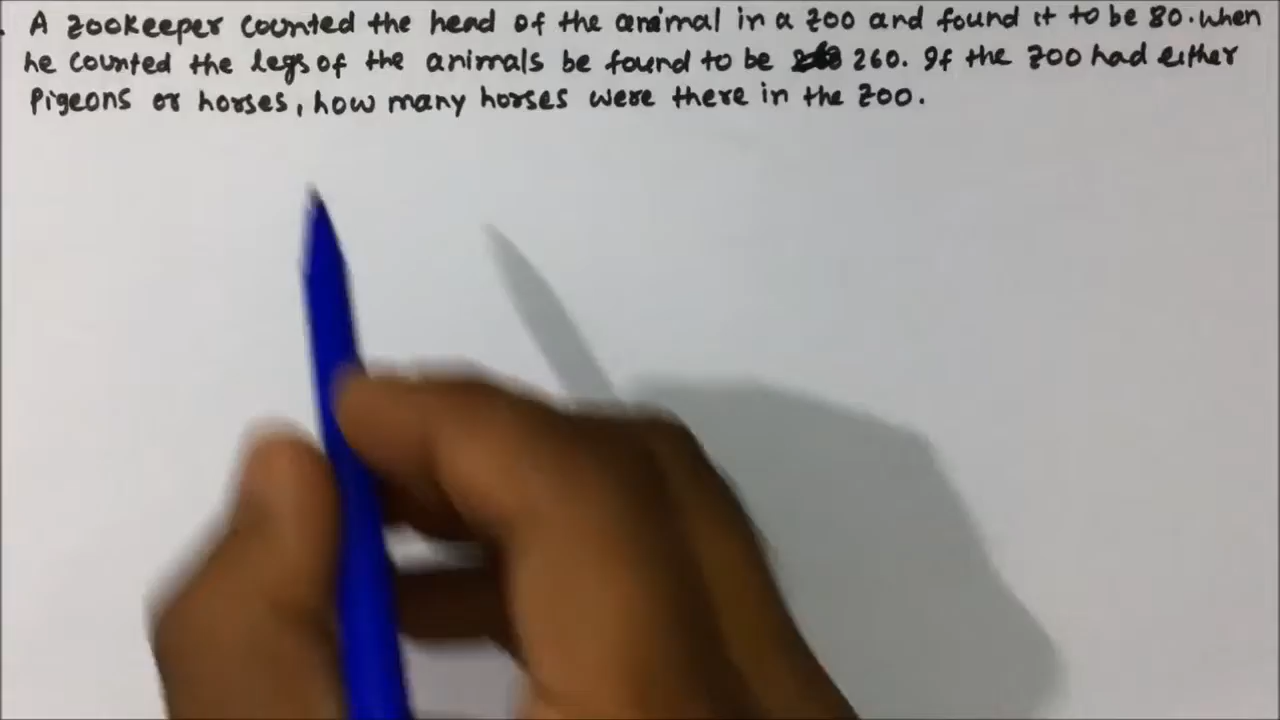 . A zookeeper counted the head of the animal in a zoo and found it to be 80. When
he counted the legs of the animals be found to be 260. If the zoo had either
Pigeons or horses, how many horses were there in the zoo.